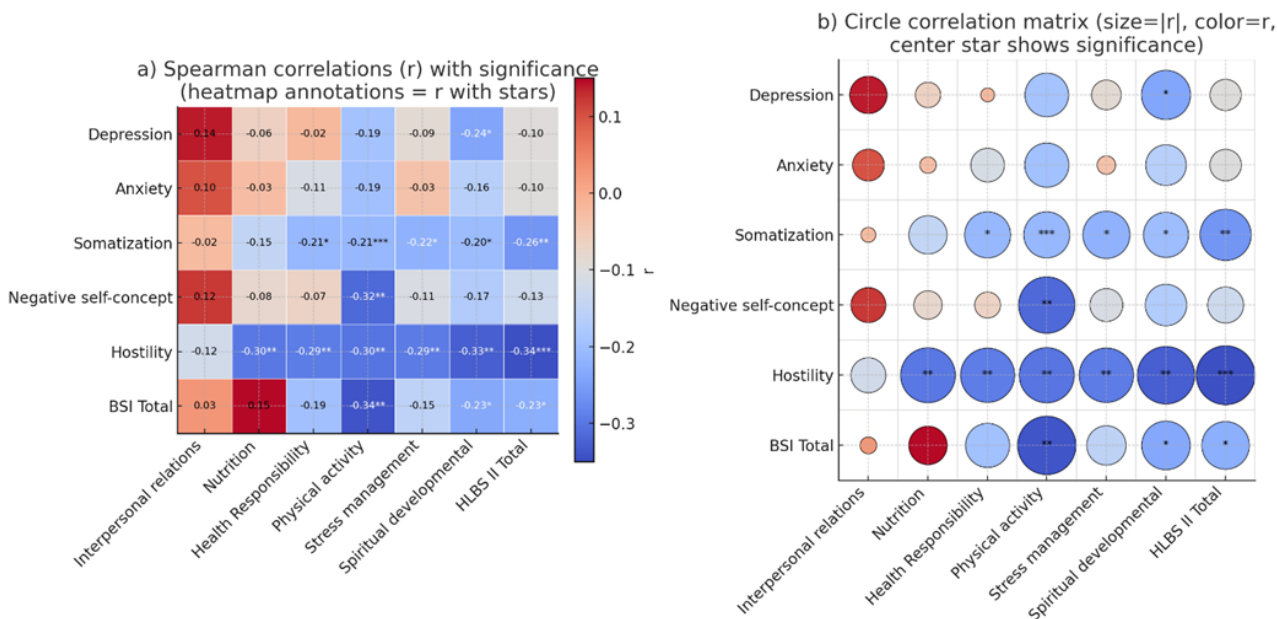 a) Spearman correlations (r) with significance
(heatmap annotations = r with stars)
Depression 0.14 -0.06 -0.02 -0.19 -0.09 -0.24* -0.10
Anxiety 0.10 -0.03 -0.11 -0.19 -0.03 -0.16 -0.10
Somatization -0.02 -0.15 -0.21* -0.21*** -0.22* -0.20* -0.26**
Negative self-concept 0.12 -0.08 -0.07 -0.32** -0.11 -0.17 -0.13
Hostility -0.12 -0.30** -0.29** -0.30** -0.29** -0.33** -0.34***
BSI Total 0.03 0.15 -0.19 -0.34** -0.15 -0.23* -0.23*
Interpersonal relations
Nutrition
Health Responsibility
Physical activity
Stress management
Spiritual developmental
HLBS II Total
0.1
0.0
−0.1
−0.2
−0.3
r
b) Circle correlation matrix (size=|r|, color=r,
center star shows significance)
Depression *
Anxiety
Somatization * *** * * **
Negative self-concept **
Hostility ** ** ** ** ** ***
BSI Total ** * *
Interpersonal relations
Nutrition
Health Responsibility
Physical activity
Stress management
Spiritual developmental
HLBS II Total